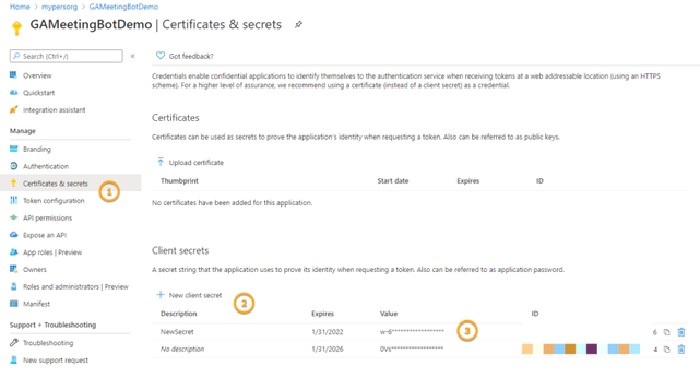 Home > mypersorg > GAMeetingBotDemo
GAMeetingBotDemo | Certificates & secrets
Search (Ctrl+/)
«
Overview
Quickstart
Integration assistant
Manage
Branding
Authentication
Certificates & secrets
1
Token configuration
API permissions
Expose an API
App roles | Preview
Owners
Roles and administrators | Preview
Manifest
Support + Troubleshooting
Troubleshooting
New support request
Got feedback?
Credentials enable confidential applications to identify themselves to the authentication service when receiving tokens at a web addressable location (using an HTTPS
scheme). For a higher level of assurance, we recommend using a certificate (instead of a client secret) as a credential.
Certificates
Certificates can be used as secrets to prove the application's identity when requesting a token. Also can be referred to as public keys.
Upload certificate
Thumbprint Start date Expires ID
No certificates have been added for this application.
Client secrets
A secret string that the application uses to prove its identity when requesting a token. Also can be referred to as application password.
New client secret
2
Description Expires Value ID
NewSecret 1/31/2022 w-6****************** 3 6
No description 1/31/2026 4